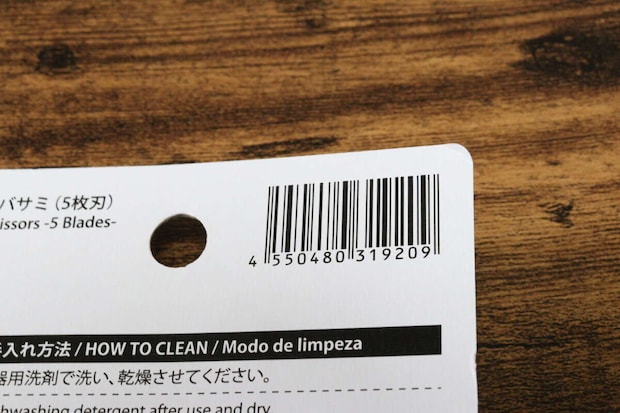 バサミ（5枚刃）
issors -5 Blades-
4 550480 319209
入れ方法 / HOW TO CLEAN / Modo de limpeza
器用洗剤で洗い、乾燥させてください。
hwashing detergent after use and dry